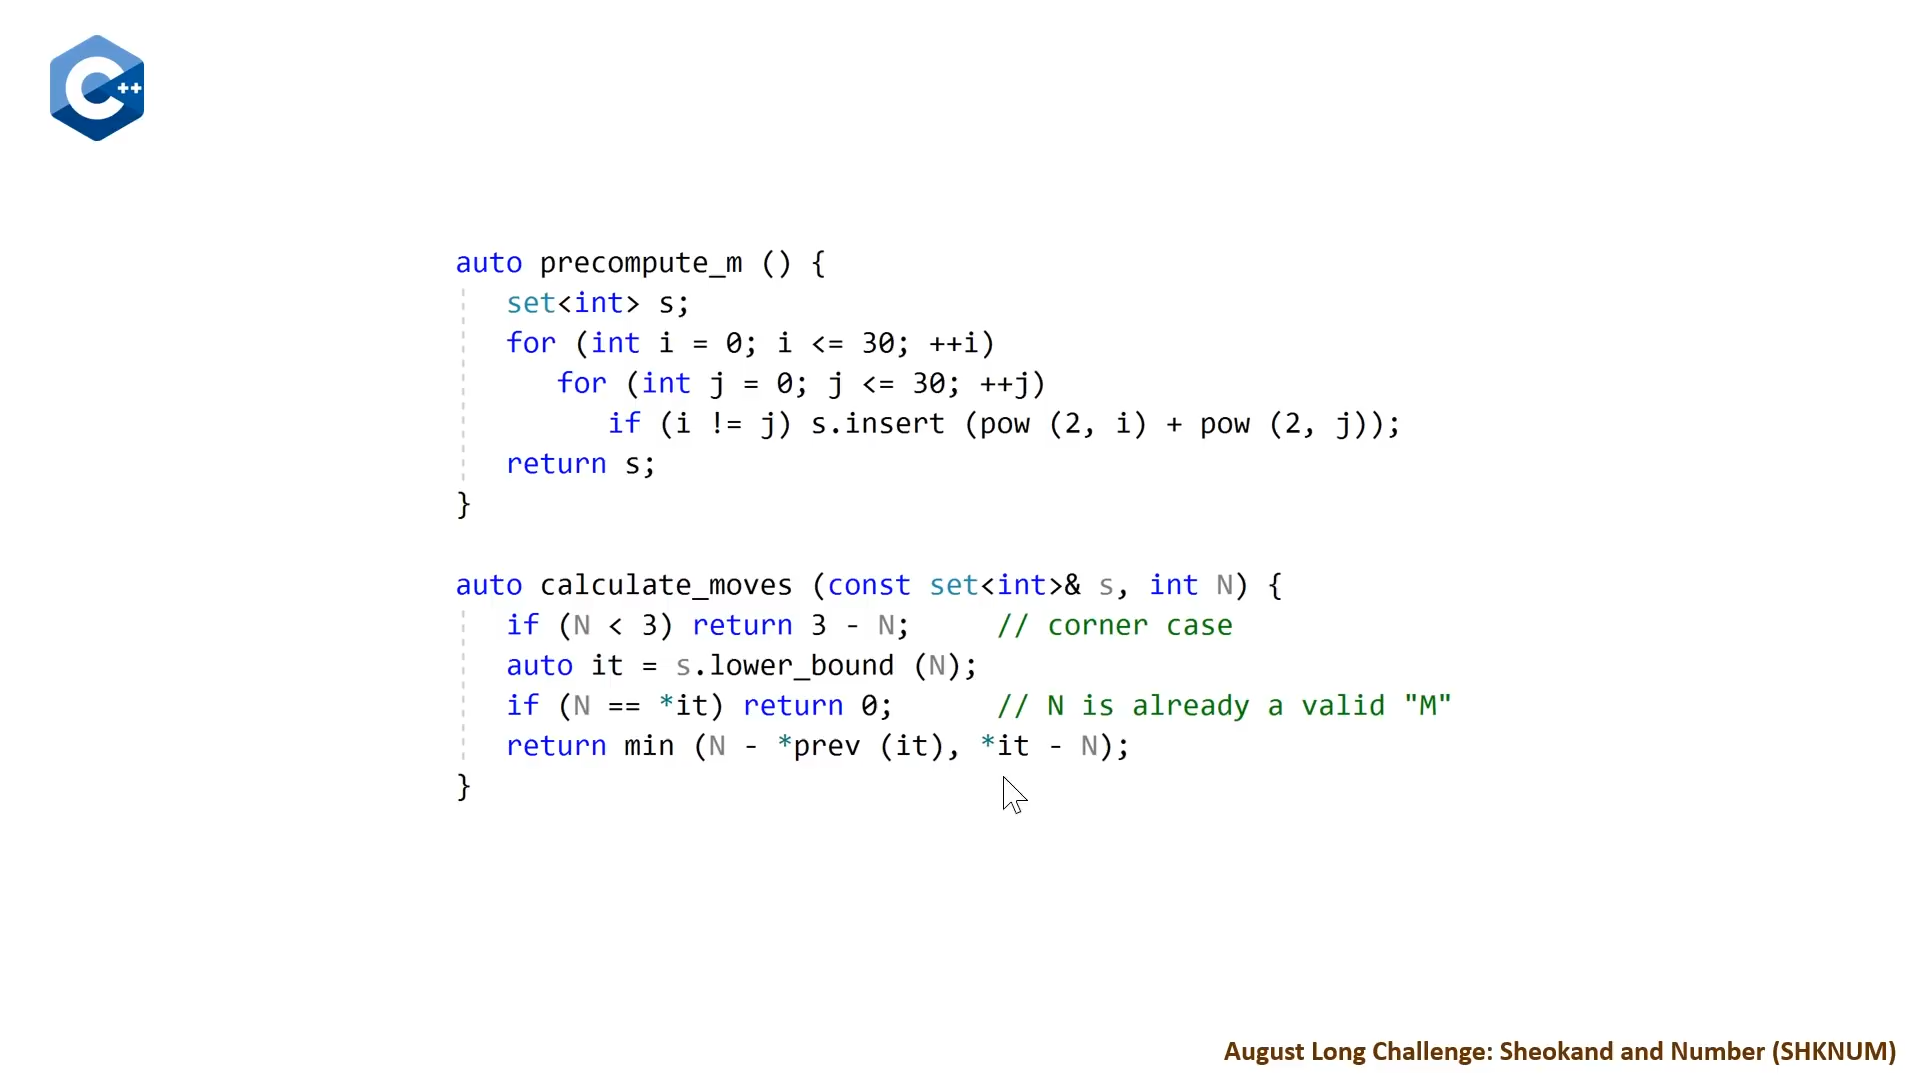 C++
auto precompute_m () {
set<int> s;
for (int i = 0; i <= 30; ++i)
for (int j = 0; j <= 30; ++j)
if (i != j) s.insert (pow (2, i) + pow (2, j));
return s;
}
auto calculate_moves (const set<int>& s, int N) {
if (N < 3) return 3 - N; // corner case
auto it = s.lower_bound (N);
if (N == *it) return 0; // N is already a valid "M"
return min (N - *prev (it), *it - N);
}
August Long Challenge: Sheokand and Number (SHKNUM)